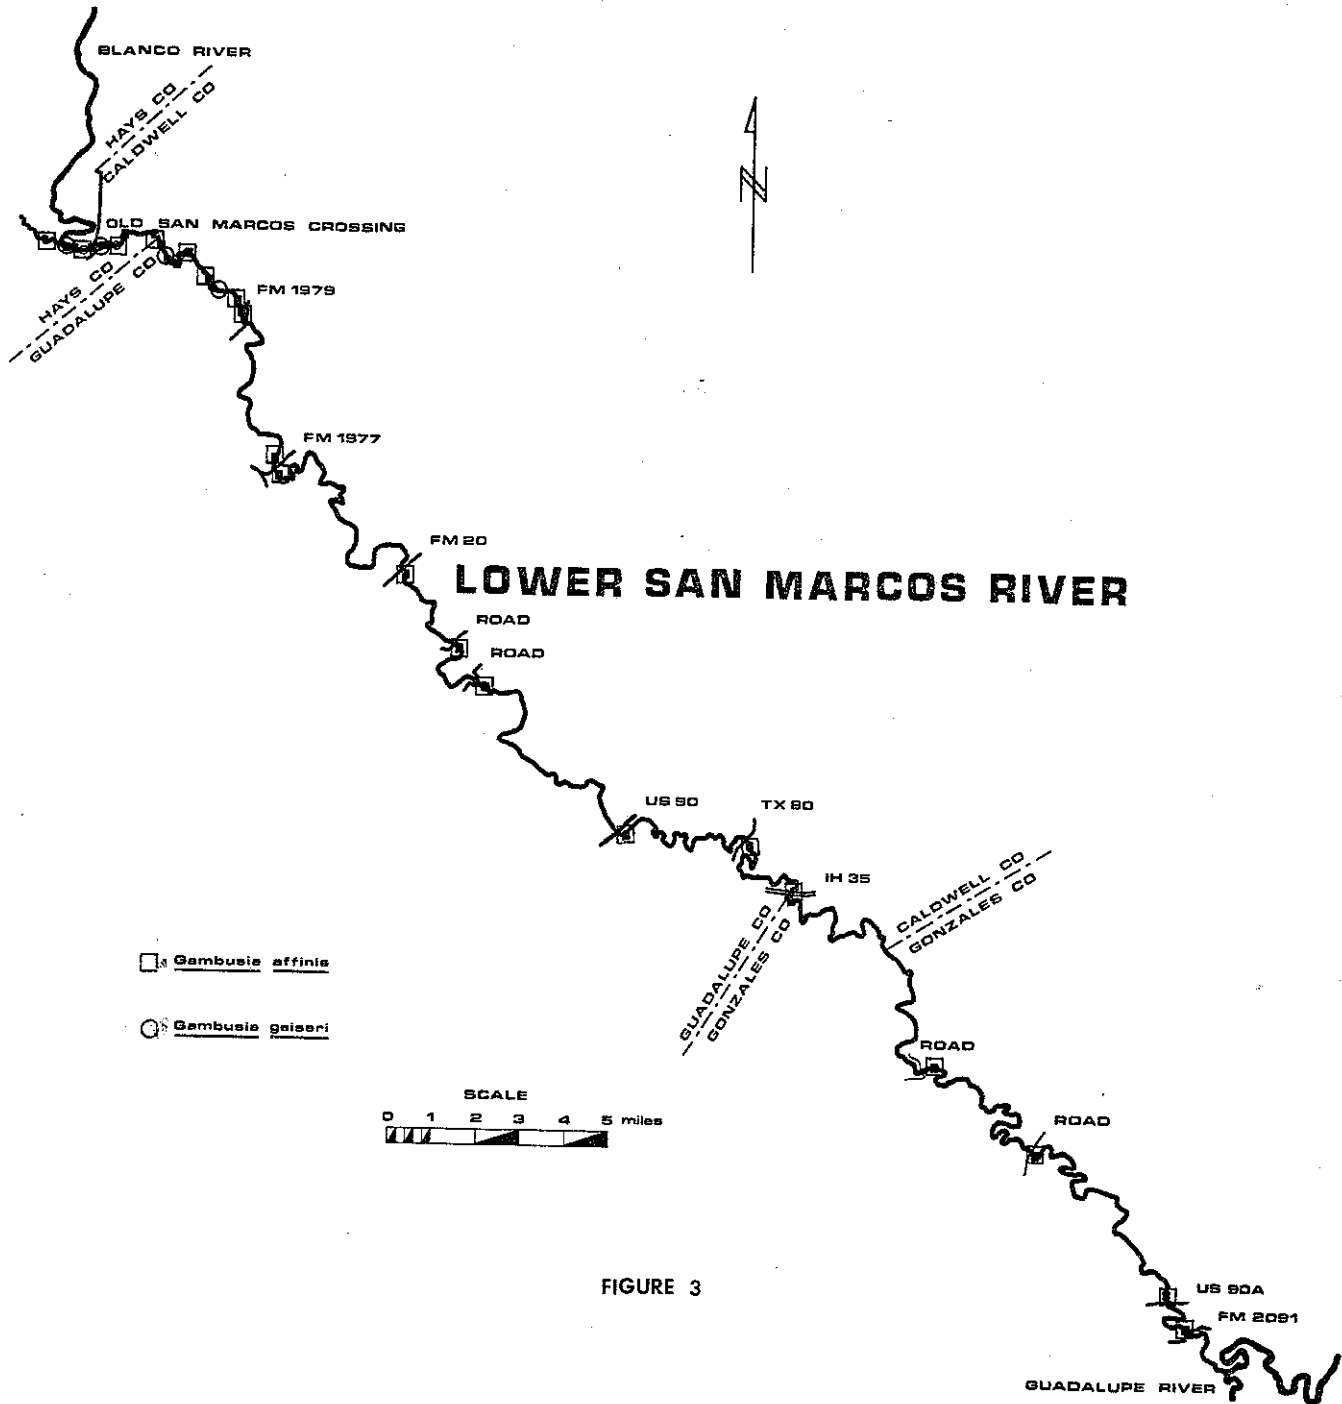 BLANCO RIVER
HAYS CO
CALDWELL CO
OLD SAN MARCOS CROSSING
HAYS CO
GUADALUPE CO
FM 1979
FM 1977
N
FM 20
LOWER SAN MARCOS RIVER
ROAD
ROAD
US 90
TX 80
IH 35
CALDWELL CO
GONZALES CO
GUADALUPE CO
GONZALES CO
Gambusia affinis
Gambusia geiseri
ROAD
SCALE
0 1 2 3 4 5 miles
ROAD
FIGURE 3
US 90A
FM 2091
GUADALUPE RIVER